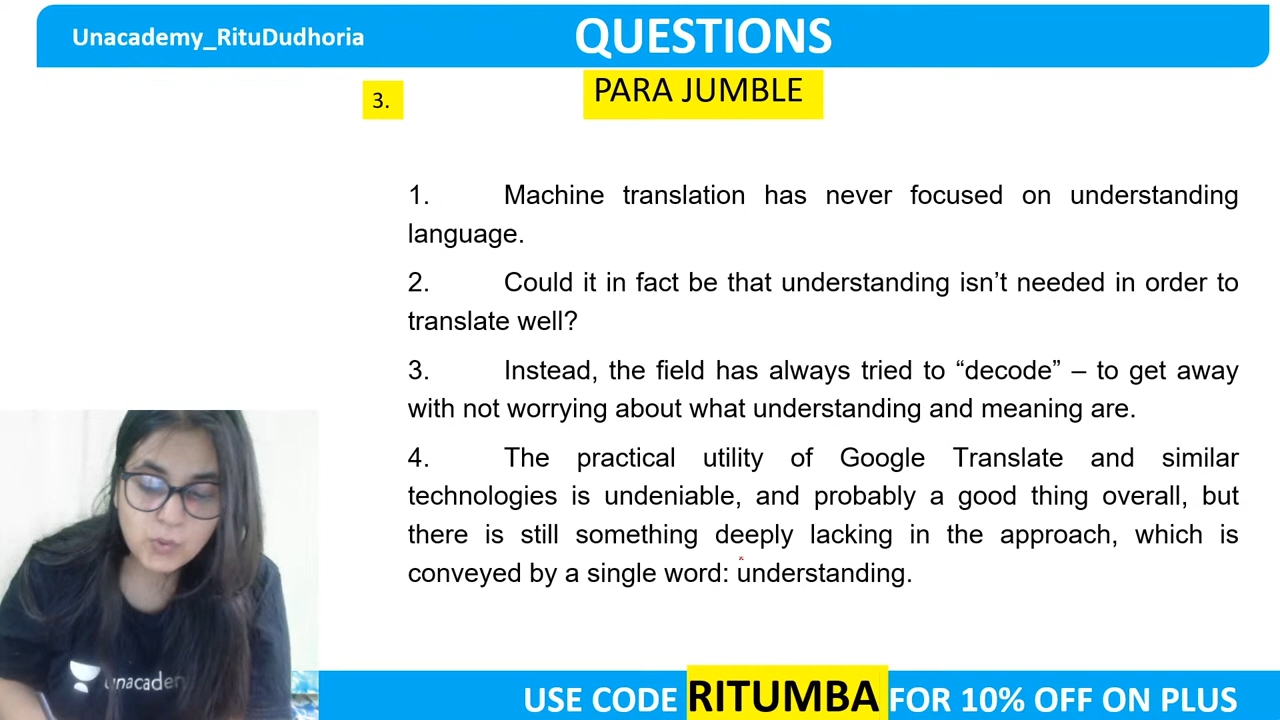 Unacademy_RituDudhoria
QUESTIONS
PARA JUMBLE
3.
1. Machine translation has never focused on understanding
language.
2. Could it in fact be that understanding isn’t needed in order to
translate well?
3. Instead, the field has always tried to “decode” – to get away
with not worrying about what understanding and meaning are.
4. The practical utility of Google Translate and similar
technologies is undeniable, and probably a good thing overall, but
there is still something deeply lacking in the approach, which is
conveyed by a single word: understanding.
unacademy
USE CODE RITUMBA FOR 10% OFF ON PLUS